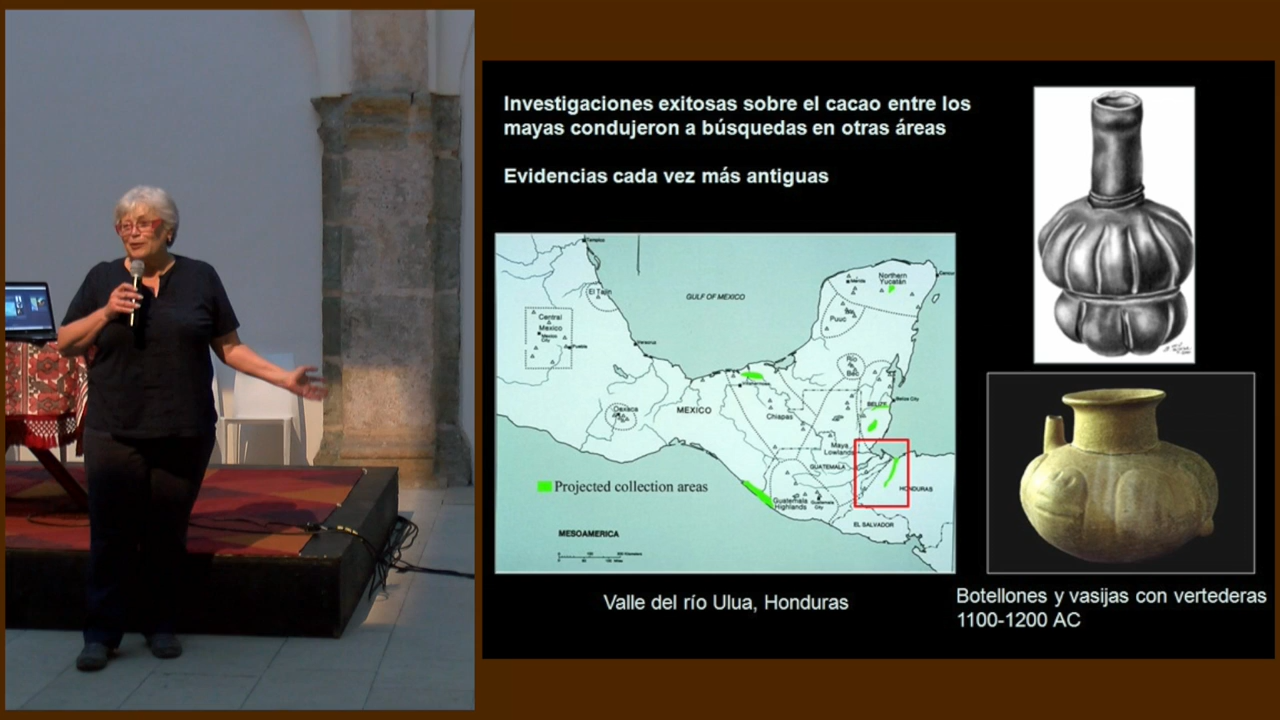 Investigaciones exitosas sobre el cacao entre los
mayas condujeron a búsquedas en otras áreas
Evidencias cada vez más antiguas
Tampico
El Tajín
GULF OF MEXICO
Northern
Yucatán
Merida
Puuc
Central
Mexico
Mexico
City
Puebla
Veracruz
Río
Bec
Oaxaca
MEXICO
Chiapas
BELIZE
Belize City
Maya
Lowlands
GUATEMALA
HONDURAS
Projected collection areas
Guatemala
Highlands
Guatemala
City
EL SALVADOR
MESOAMERICA
Valle del río Ulua, Honduras
Botellones y vasijas con vertederas
1100-1200 AC